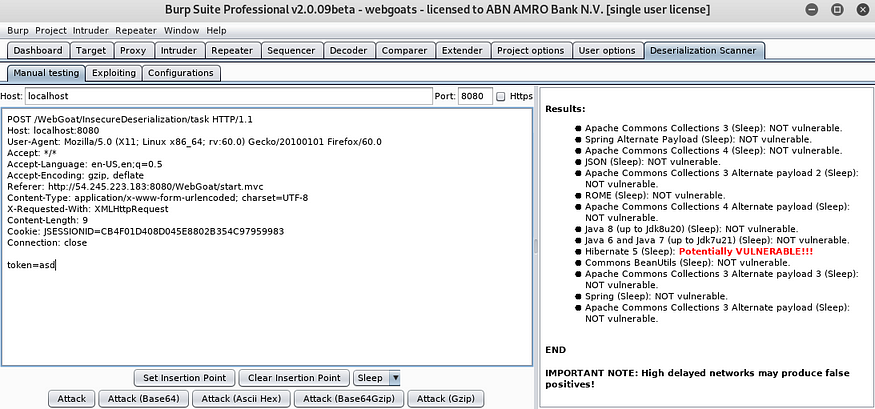 Burp Suite Professional v2.0.09beta - webgoats - licensed to ABN AMRO Bank N.V. [single user license]
Burp Project Intruder Repeater Window Help
Dashboard Target Proxy Intruder Repeater Sequencer Decoder Comparer Extender Project options User options Deserialization Scanner
Manual testing Exploiting Configurations
Host: localhost Port: 8080 Https
POST /WebGoat/InsecureDeserialization/task HTTP/1.1
Host: localhost:8080
User-Agent: Mozilla/5.0 (X11; Linux x86_64; rv:60.0) Gecko/20100101 Firefox/60.0
Accept: */*
Accept-Language: en-US,en;q=0.5
Accept-Encoding: gzip, deflate
Referer: http://54.245.223.183:8080/WebGoat/start.mvc
Content-Type: application/x-www-form-urlencoded; charset=UTF-8
X-Requested-With: XMLHttpRequest
Content-Length: 9
Cookie: JSESSIONID=CB4F01D408D045E8802B354C97959983
Connection: close
token=asd
Set Insertion Point Clear Insertion Point Sleep
Attack Attack (Base64) Attack (Ascii Hex) Attack (Base64Gzip) Attack (Gzip)
Results:
Apache Commons Collections 3 (Sleep): NOT vulnerable.
Spring Alternate Payload (Sleep): NOT vulnerable.
Apache Commons Collections 4 (Sleep): NOT vulnerable.
JSON (Sleep): NOT vulnerable.
Apache Commons Collections 3 Alternate payload 2 (Sleep):
NOT vulnerable.
ROME (Sleep): NOT vulnerable.
Apache Commons Collections 4 Alternate payload (Sleep):
NOT vulnerable.
Java 8 (up to Jdk8u20) (Sleep): NOT vulnerable.
Java 6 and Java 7 (up to Jdk7u21) (Sleep): NOT vulnerable.
Hibernate 5 (Sleep): Potentially VULNERABLE!!!
Commons BeanUtils (Sleep): NOT vulnerable.
Apache Commons Collections 3 Alternate payload 3 (Sleep):
NOT vulnerable.
Spring (Sleep): NOT vulnerable.
Apache Commons Collections 3 Alternate payload (Sleep):
NOT vulnerable.
END
IMPORTANT NOTE: High delayed networks may produce false
positives!